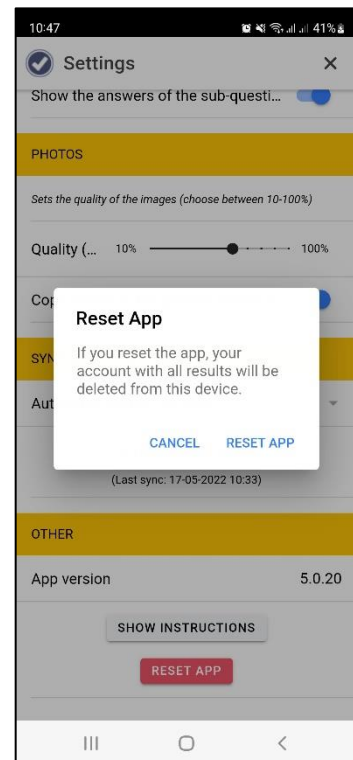 10:47
41%
Settings
Show the answers of the sub-questi...
PHOTOS
Sets the quality of the images (choose between 10-100%)
Quality (... 10% 100%
Cop
Reset App
If you reset the app, your
account with all results will be
deleted from this device.
CANCEL RESET APP
SYN
Aut
(Last sync: 17-05-2022 10:33)
OTHER
App version 5.0.20
SHOW INSTRUCTIONS
RESET APP